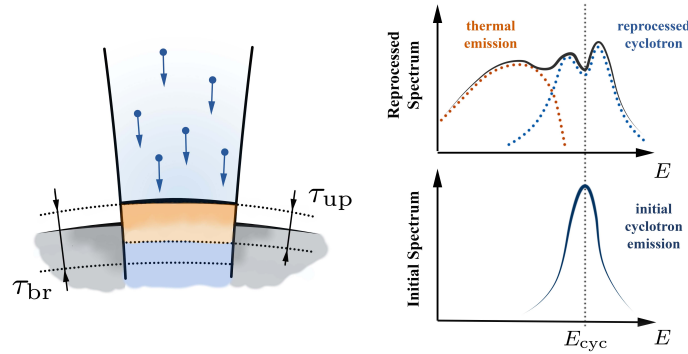 τup
τbr
thermal
emission
reprocessed
cyclotron
Reprocessed
Spectrum
E
initial
cyclotron
emission
Initial Spectrum
Ecyc
E